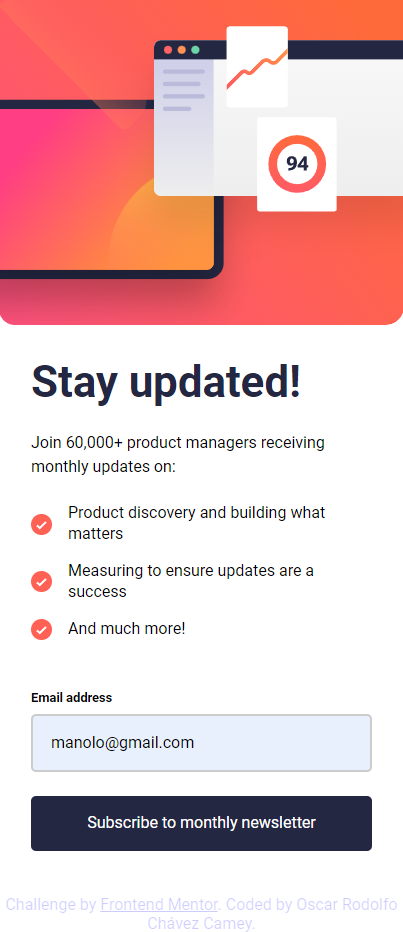 94
Stay updated!
Join 60,000+ product managers receiving
monthly updates on:
Product discovery and building what
matters
Measuring to ensure updates are a
success
And much more!
Email address
manolo@gmail.com
Subscribe to monthly newsletter
Challenge by Frontend Mentor. Coded by Oscar Rodolfo
Chávez Camey.